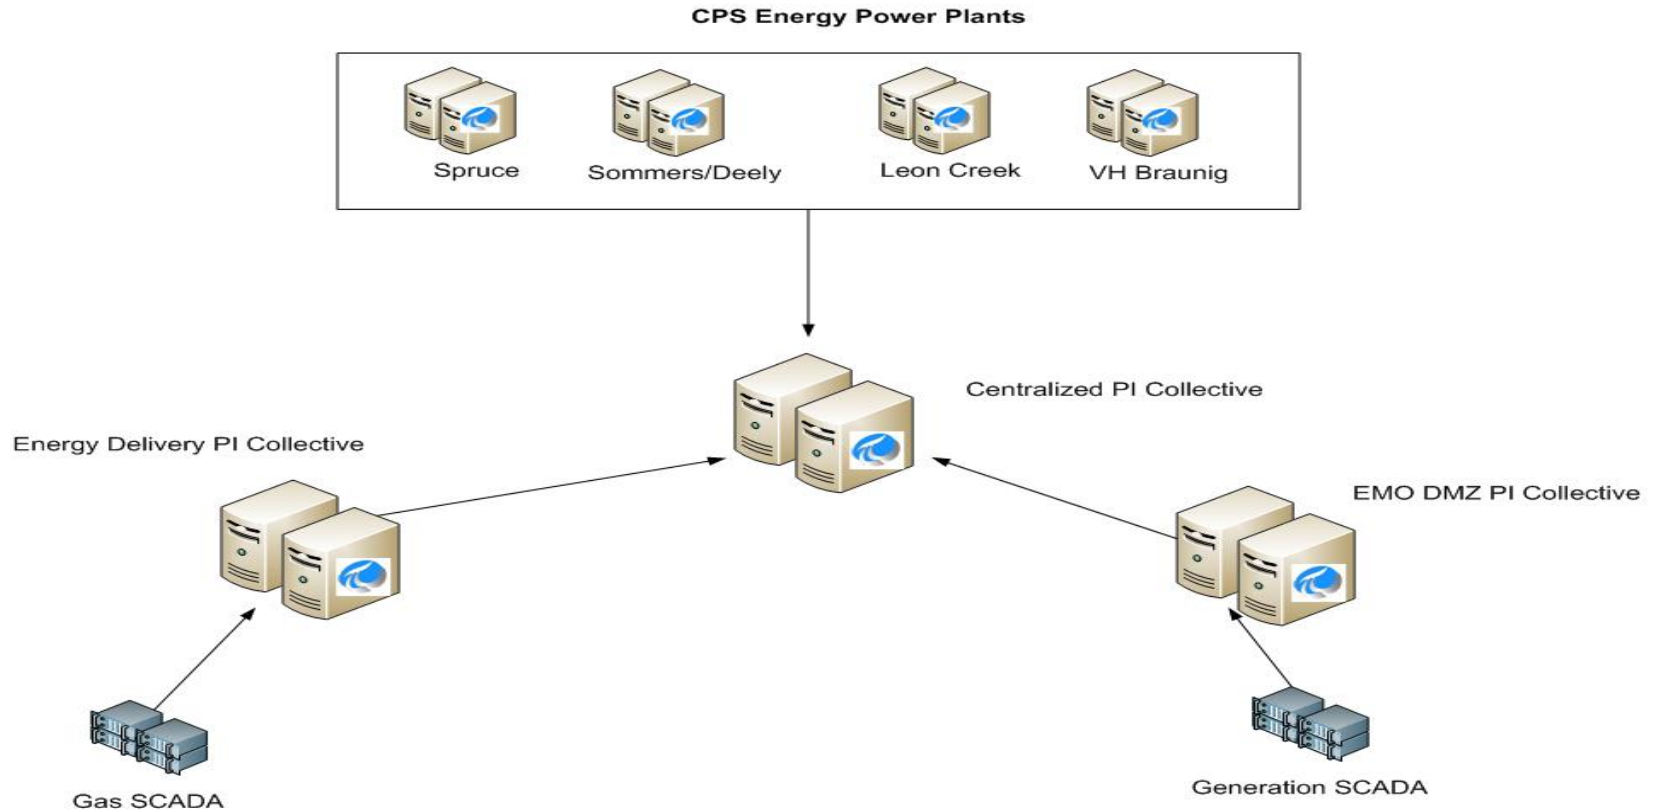 CPS Energy Power Plants
Spruce
Sommers/Deely
Leon Creek
VH Braunig
Centralized PI Collective
Energy Delivery PI Collective
EMO DMZ PI Collective
Generation SCADA
Gas SCADA